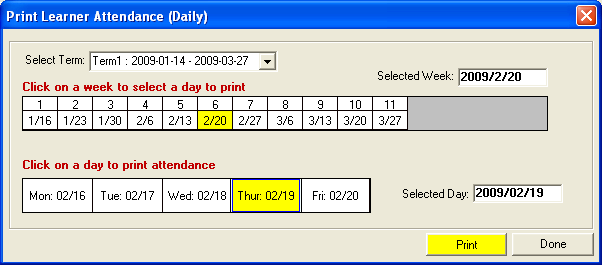 Print Learner Attendance (Daily)
Select Term: Term1 : 2009-01-14 - 2009-03-27
Selected Week: 2009/2/20
Click on a week to select a day to print
1 2 3 4 5 6 7 8 9 10 11
1/16 1/23 1/30 2/6 2/13 2/20 2/27 3/6 3/13 3/20 3/27
Click on a day to print attendance
Mon: 02/16 Tue: 02/17 Wed: 02/18 Thur: 02/19 Fri: 02/20
Selected Day: 2009/02/19
Print Done